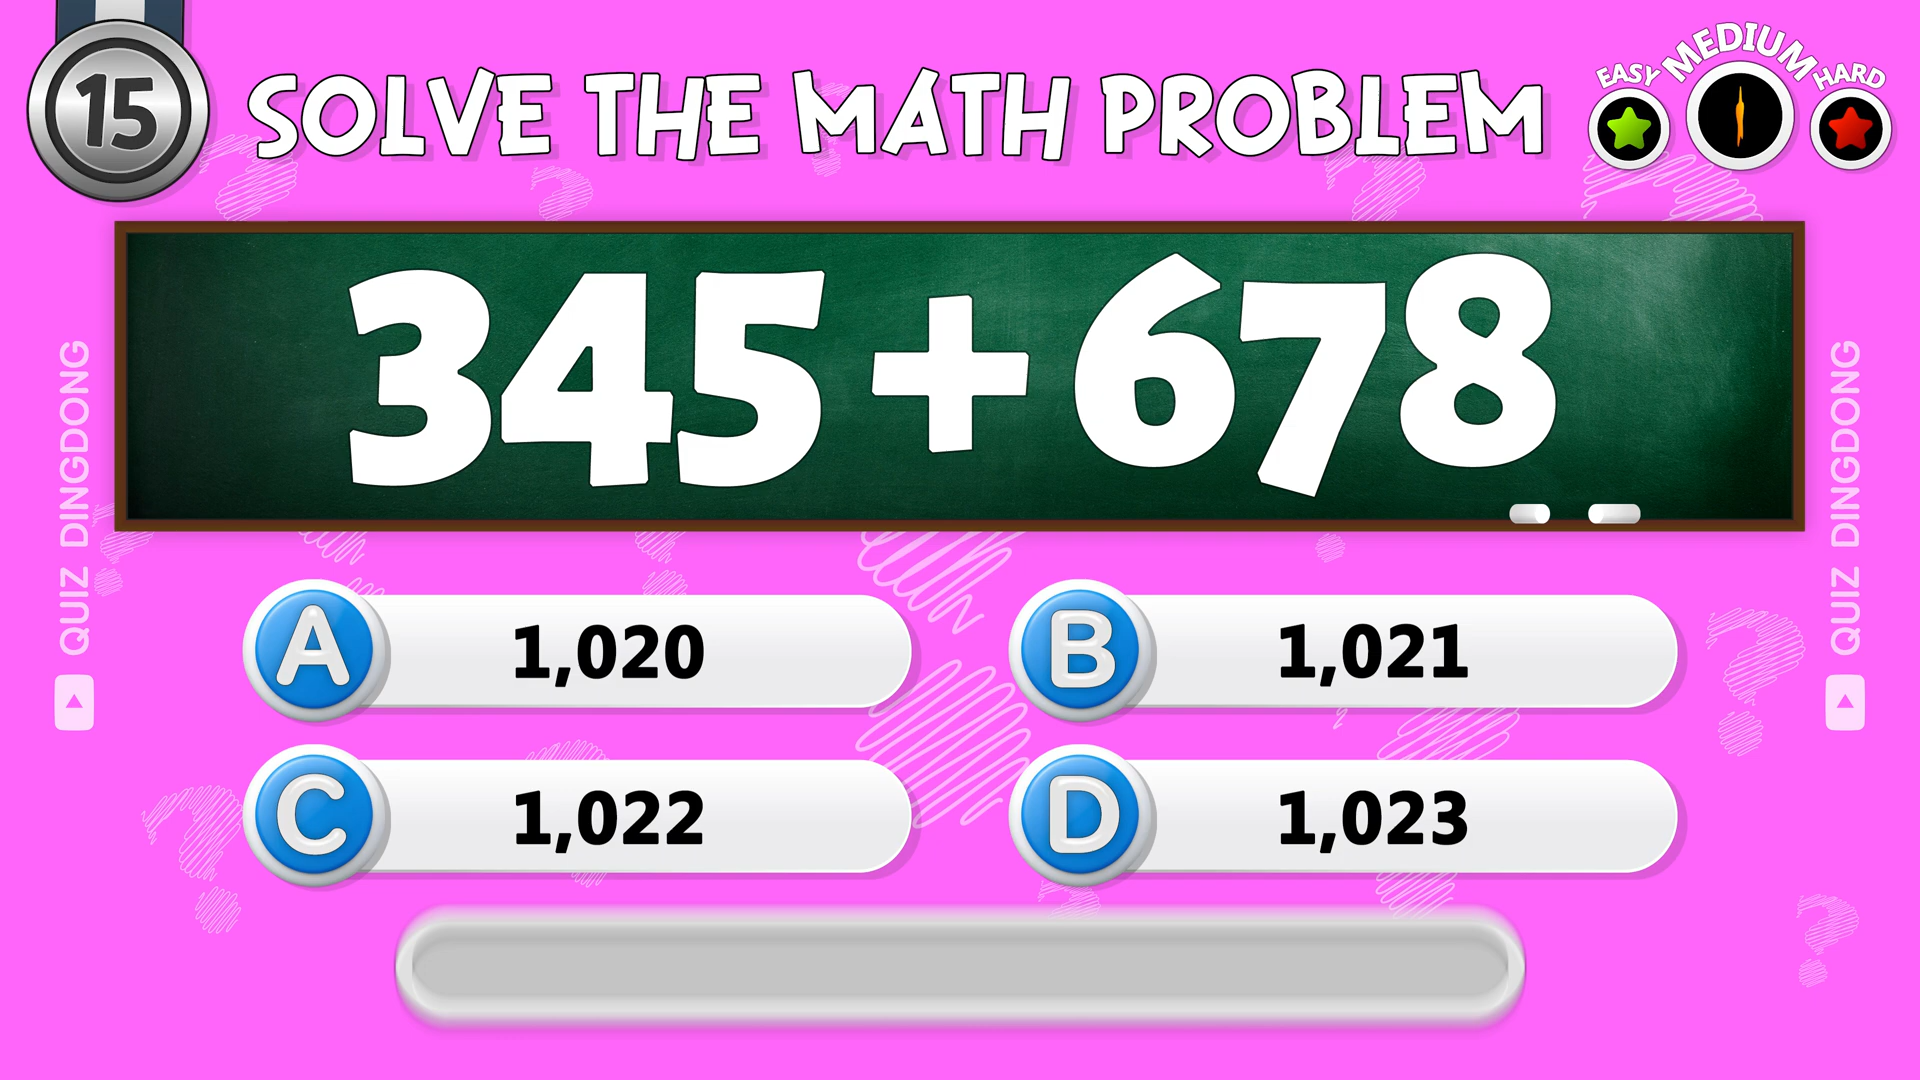 15
SOLVE THE MATH PROBLEM
EASY
MEDIUM
HARD
345+678
A 1,020
B 1,021
C 1,022
D 1,023
QUIZ DINGDONG
QUIZ DINGDONG